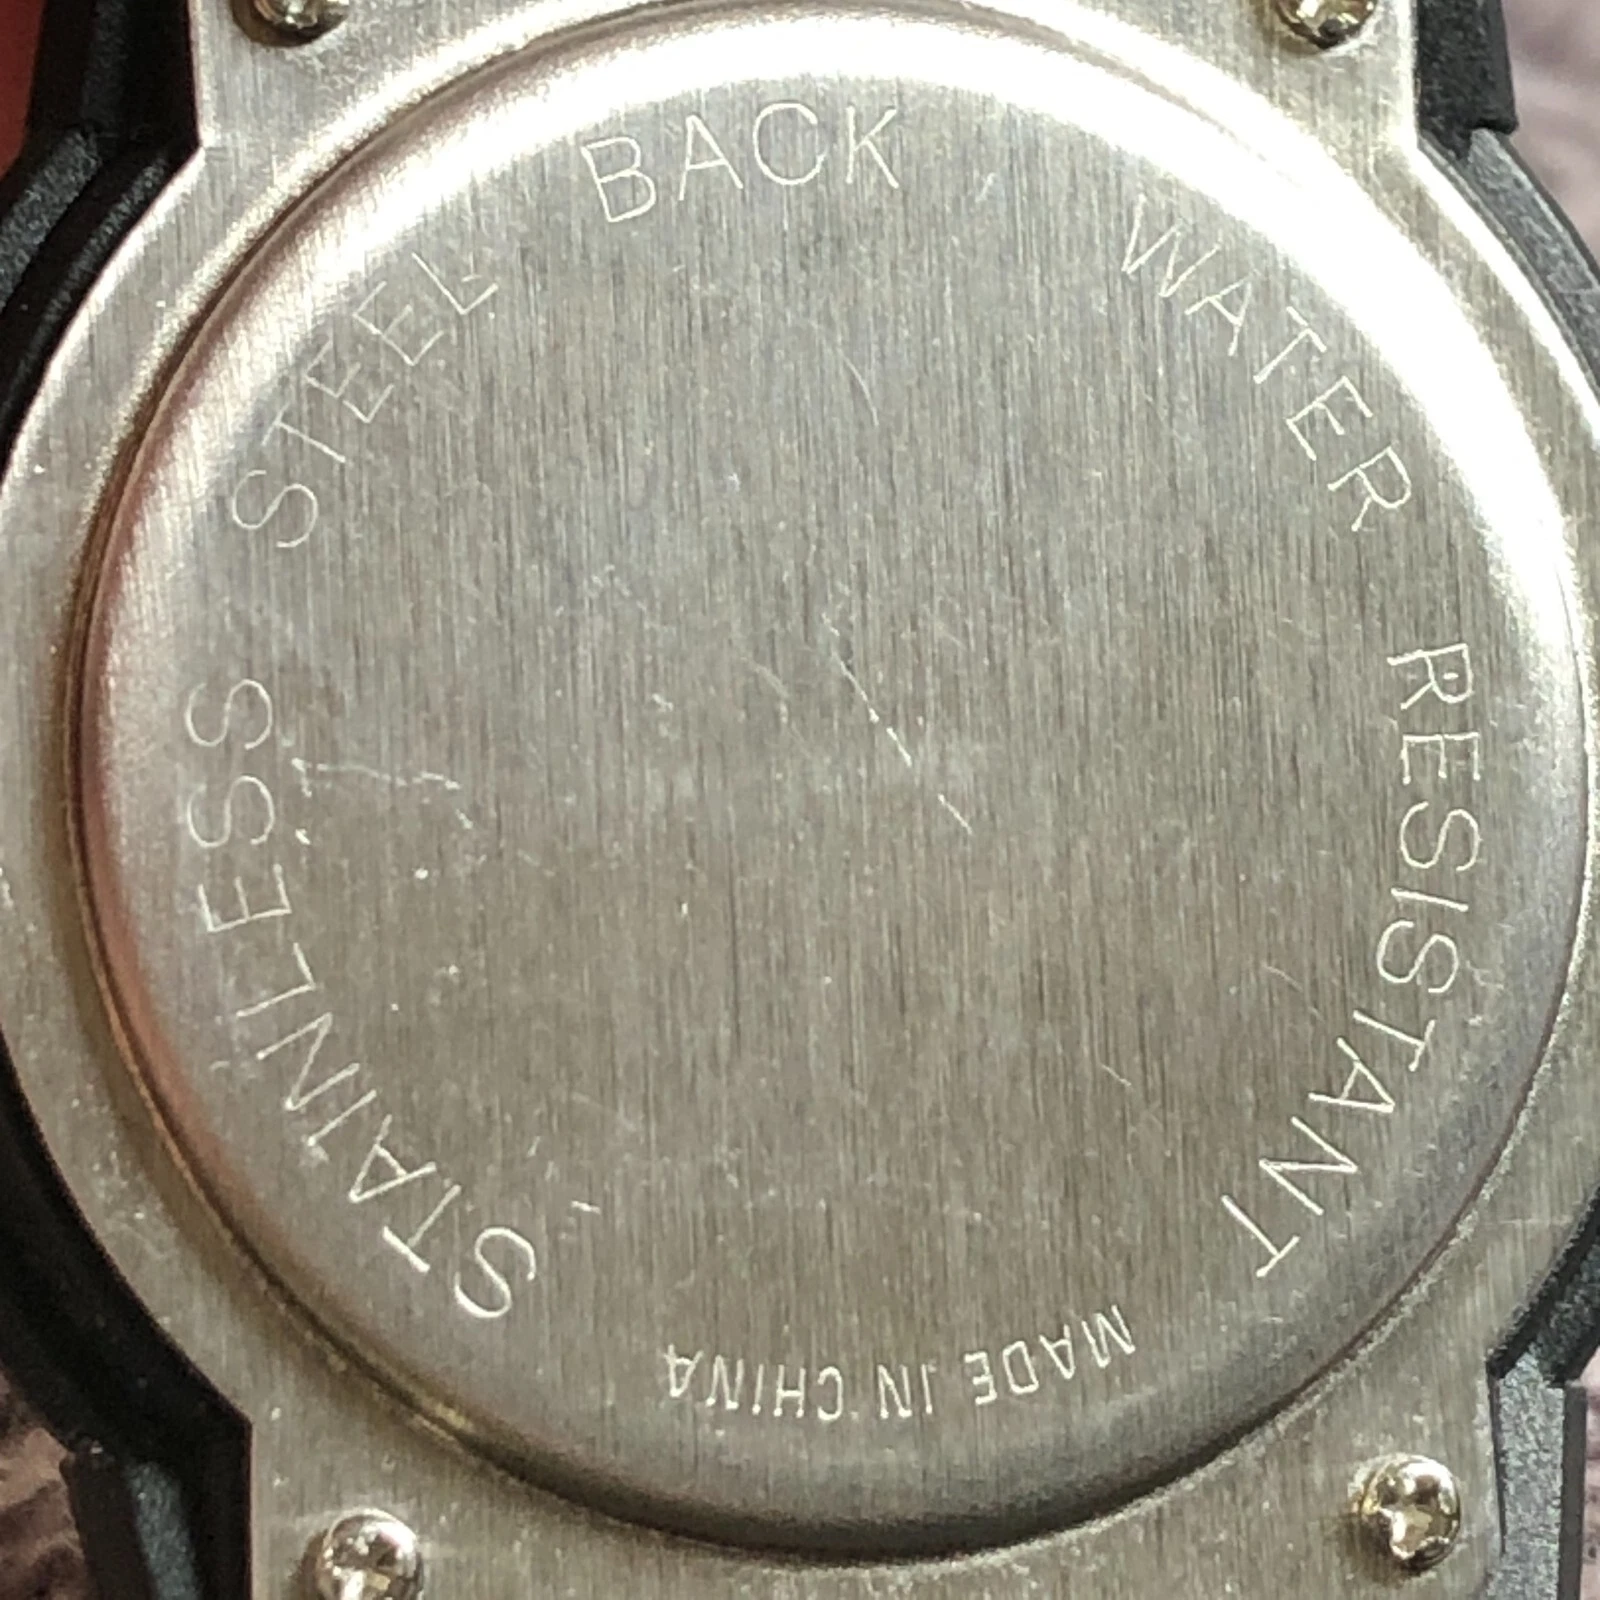 STAINLESS STEEL BACK WATER RESISTANT
MADE IN CHINA